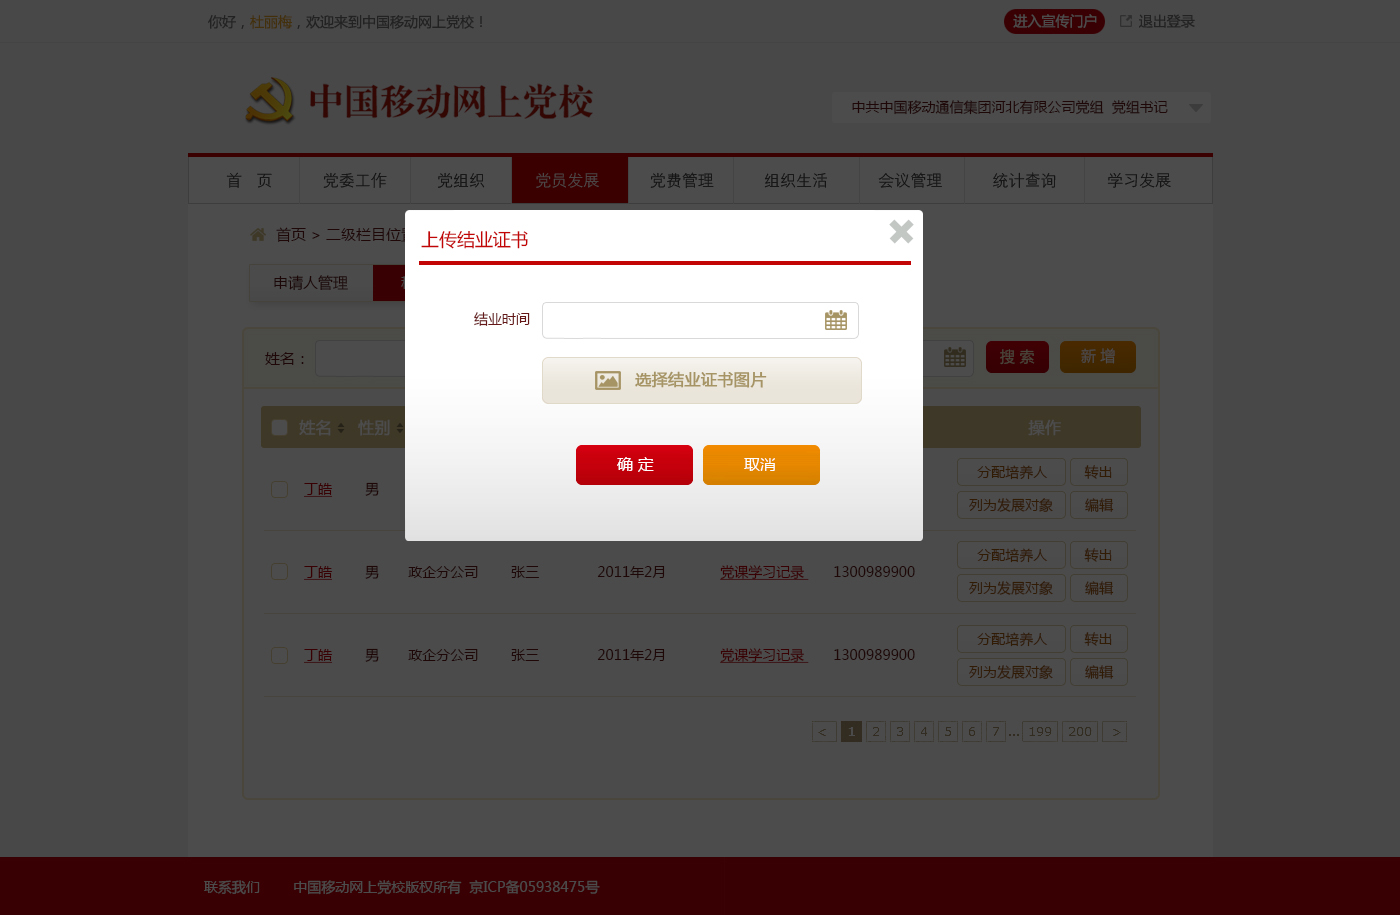 你好，杜丽梅，欢迎来到中国移动网上党校！
进入宣传门户 退出登录
中国移动网上党校
中共中国移动通信集团河北有限公司党组 党组书记
首 页 党委工作 党组织 党员发展 党费管理 组织生活 会议管理 统计查询 学习发展
首页 > 二级栏目位
上传结业证书
申请人管理
结业时间
姓名：
搜 索 新 增
选择结业证书图片
姓名 性别 操作
确 定 取消
丁皓 男 分配培养人 转出
列为发展对象 编辑
丁皓 男 政企分公司 张三 2011年2月 党课学习记录 1300989900 分配培养人 转出
列为发展对象 编辑
丁皓 男 政企分公司 张三 2011年2月 党课学习记录 1300989900 分配培养人 转出
列为发展对象 编辑
< 1 2 3 4 5 6 7 ... 199 200 >
联系我们 中国移动网上党校版权所有 京ICP备05938475号